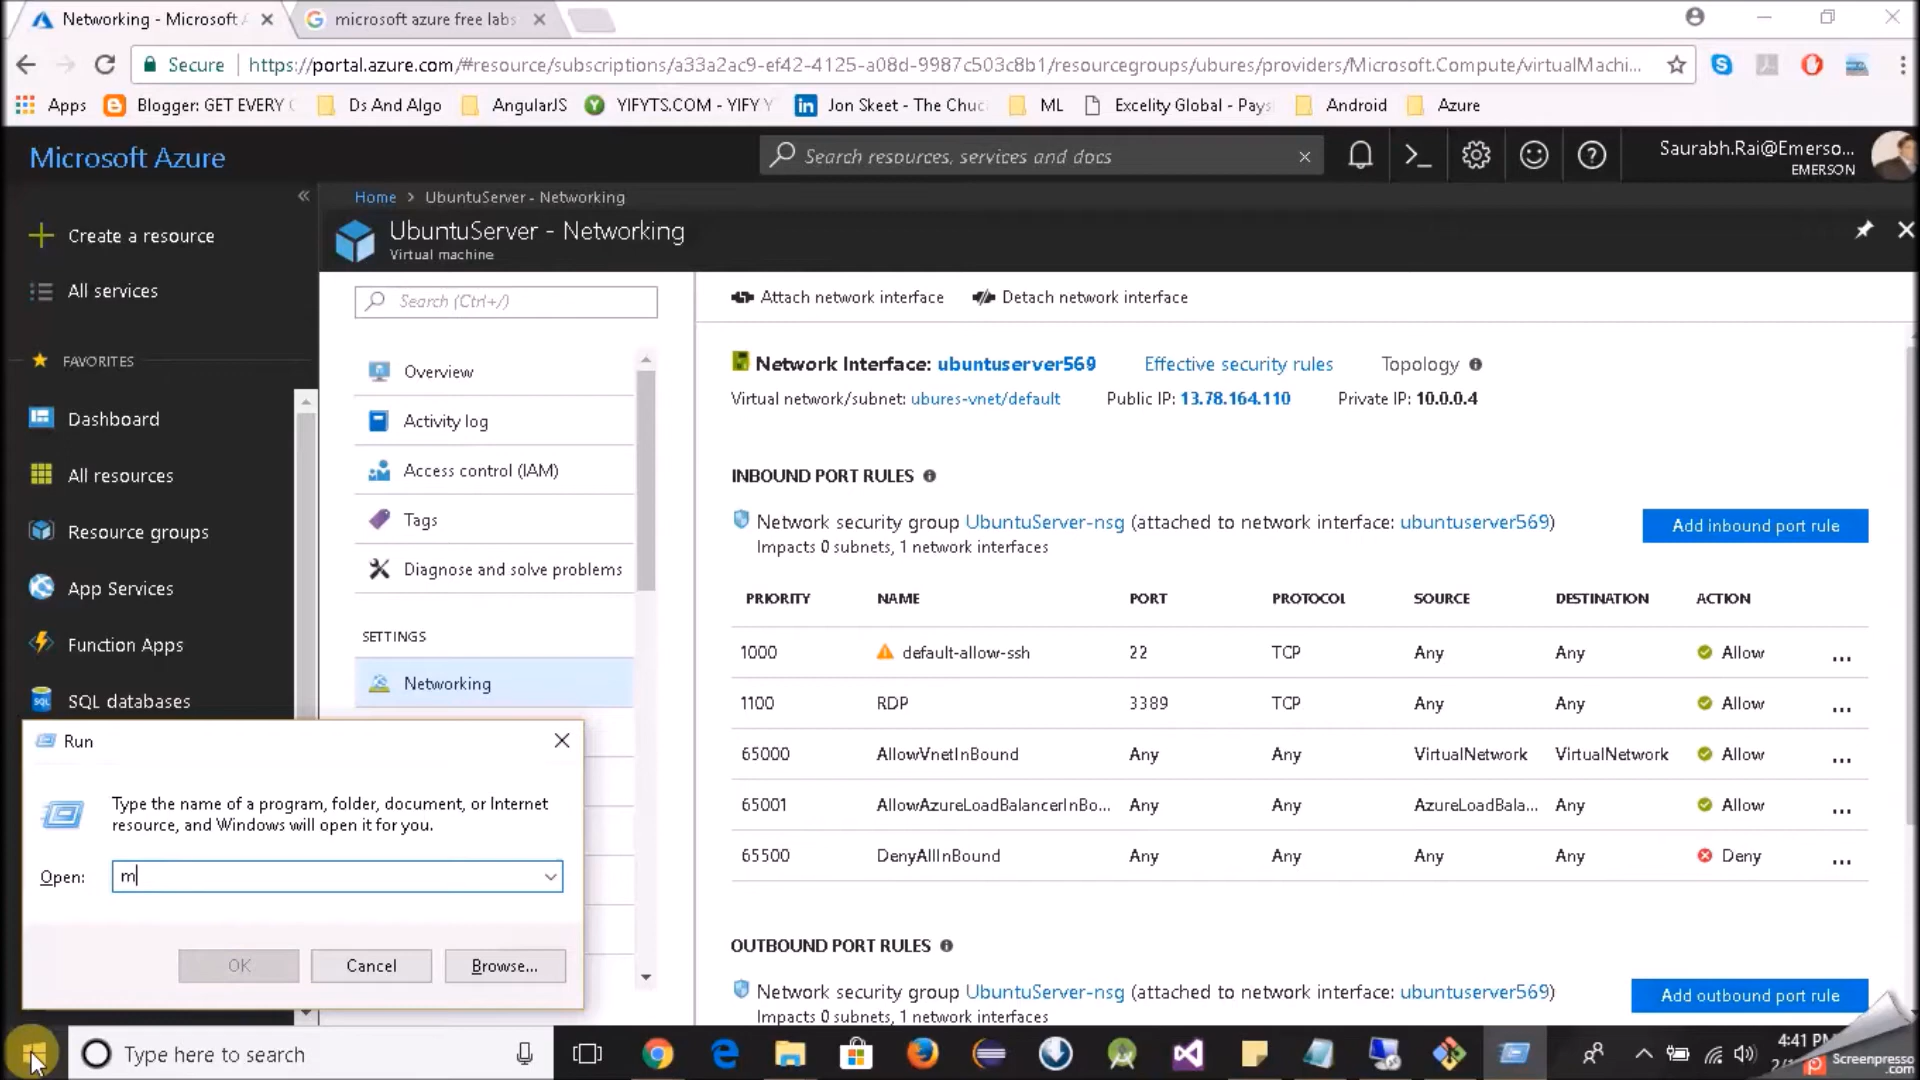 Networking - Microsoft A
microsoft azure free labs
Secure
https://portal.azure.com/#resource/subscriptions/a33a2ac9-ef42-4125-a08d-9987c503c8b1/resourcegroups/ubures/providers/Microsoft.Compute/virtualMachi...
Apps
Blogger: GET EVERY
Ds And Algo
AngularJS
YIFYTS.COM - YIFY
Jon Skeet - The Chuc
ML
Excelity Global - Pays
Android
Azure
Microsoft Azure
Search resources, services and docs
Saurabh.Rai@Emerso...
EMERSON
Home > UbuntuServer - Networking
UbuntuServer - Networking
Virtual machine
Create a resource
All services
FAVORITES
Dashboard
All resources
Resource groups
App Services
Function Apps
SQL databases
Search (Ctrl+/)
Overview
Activity log
Access control (IAM)
Tags
Diagnose and solve problems
SETTINGS
Networking
Attach network interface
Detach network interface
Network Interface: ubuntuserver569
Effective security rules
Topology
Virtual network/subnet: ubures-vnet/default
Public IP: 13.78.164.110
Private IP: 10.0.0.4
INBOUND PORT RULES
Network security group UbuntuServer-nsg (attached to network interface: ubuntuserver569)
Impacts 0 subnets, 1 network interfaces
Add inbound port rule
PRIORITY NAME PORT PROTOCOL SOURCE DESTINATION ACTION
1000 default-allow-ssh 22 TCP Any Any Allow ...
1100 RDP 3389 TCP Any Any Allow ...
65000 AllowVnetInBound Any Any VirtualNetwork VirtualNetwork Allow ...
65001 AllowAzureLoadBalancerInBo... Any Any AzureLoadBala... Any Allow ...
65500 DenyAllInBound Any Any Any Any Deny ...
OUTBOUND PORT RULES
Network security group UbuntuServer-nsg (attached to network interface: ubuntuserver569)
Impacts 0 subnets, 1 network interfaces
Add outbound port rule
Run
Type the name of a program, folder, document, or Internet
resource, and Windows will open it for you.
Open:
m
OK
Cancel
Browse...
Type here to search
4:41 PM
Screenpresso
.com